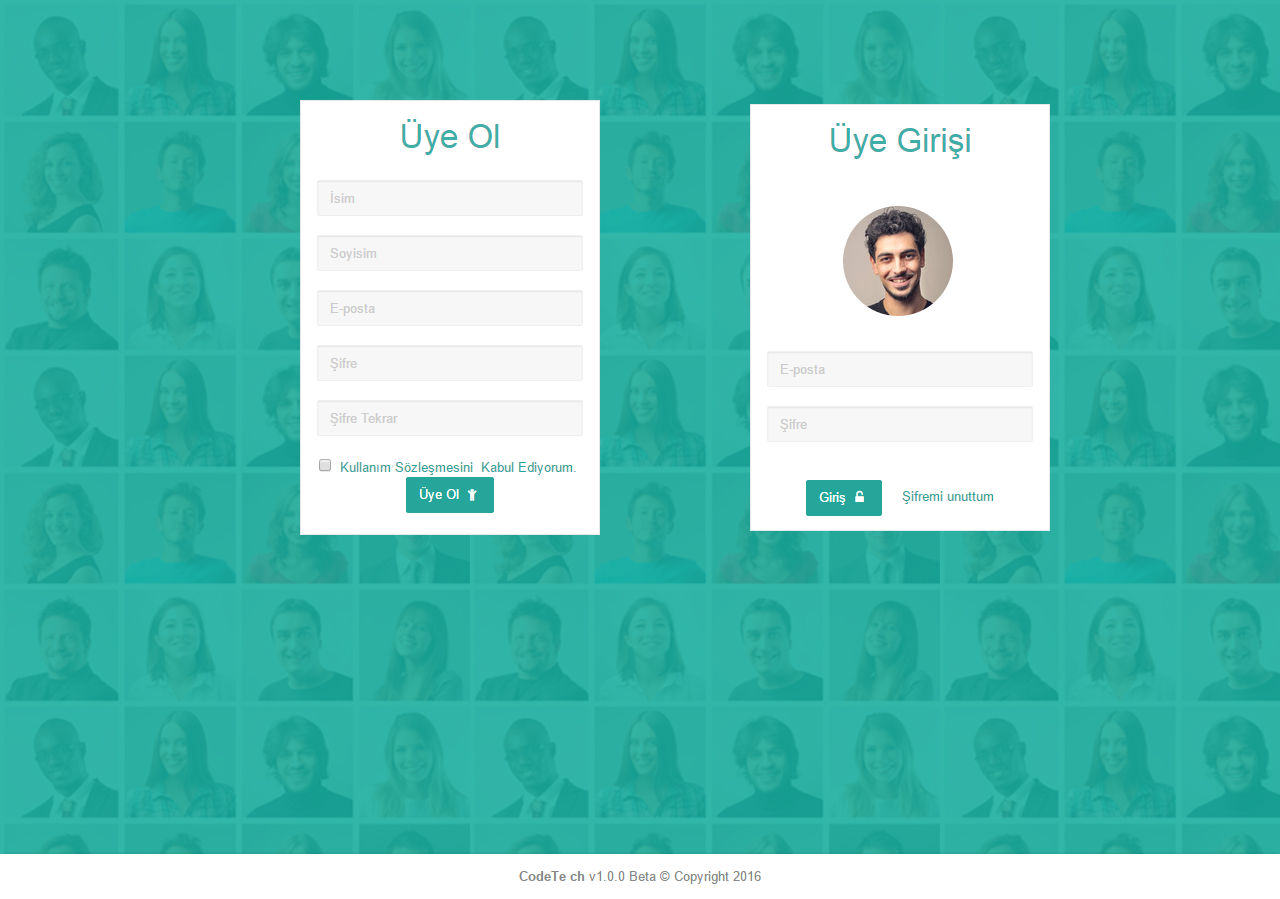 Üye Ol
İsim
Soyisim
E-posta
Şifre
Şifre Tekrar
Kullanım Sözleşmesini  Kabul Ediyorum.
Üye Ol
Üye Girişi
E-posta
Şifre
Giriş
Şifremi unuttum
CodeTe ch v1.0.0 Beta © Copyright 2016